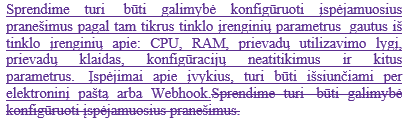 Sprendime turi būti galimybė konfigūruoti įspėjamuosius
pranešimus pagal tam tikrus tinklo įrenginių parametrus gautus iš
tinklo įrenginių apie: CPU, RAM, prievadų utilizavimo lygį,
prievadų klaidas, konfigūracijų neatitikimus ir kitus
parametrus. Įspėjimai apie įvykius, turi būti išsiunčiami per
elektroninį paštą arba Webhook.Sprendime turi būti galimybė
konfigūruoti įspėjamuosius pranešimus.